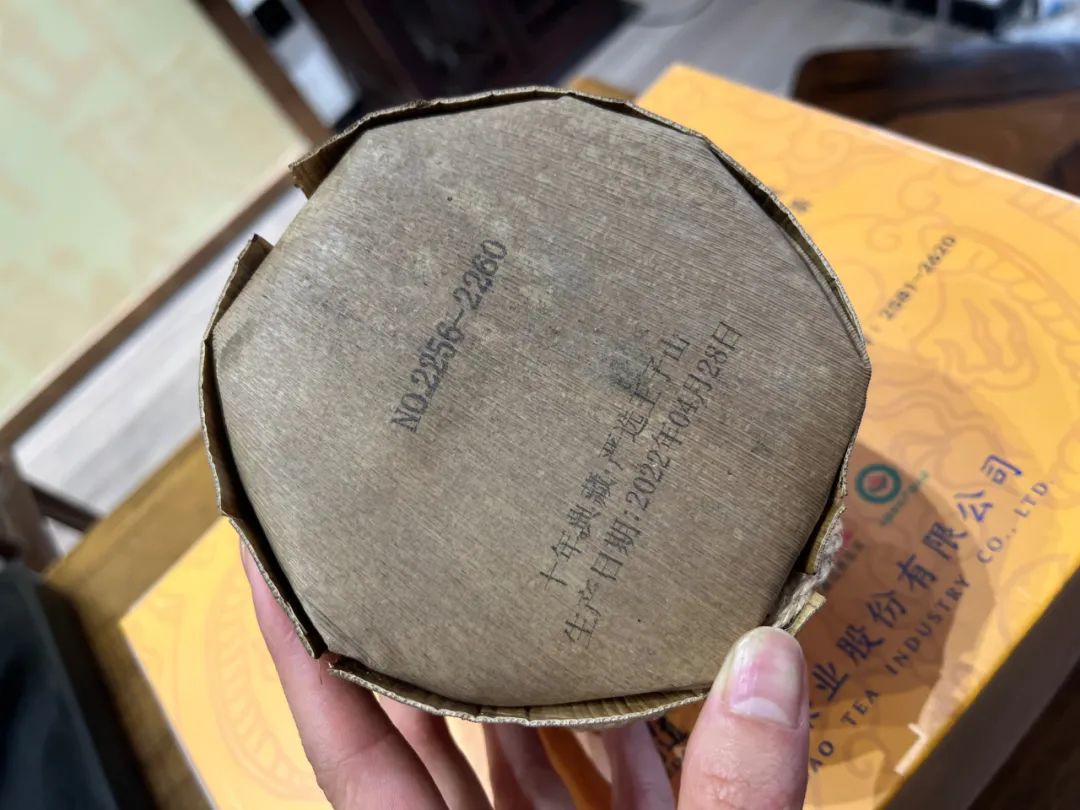 NO.2256-2260
十年典藏严选千子山
生产日期:2022年04月28日
:2581-2620
业股份有限公司
AO TEA INDUSTRY CO., LTD.